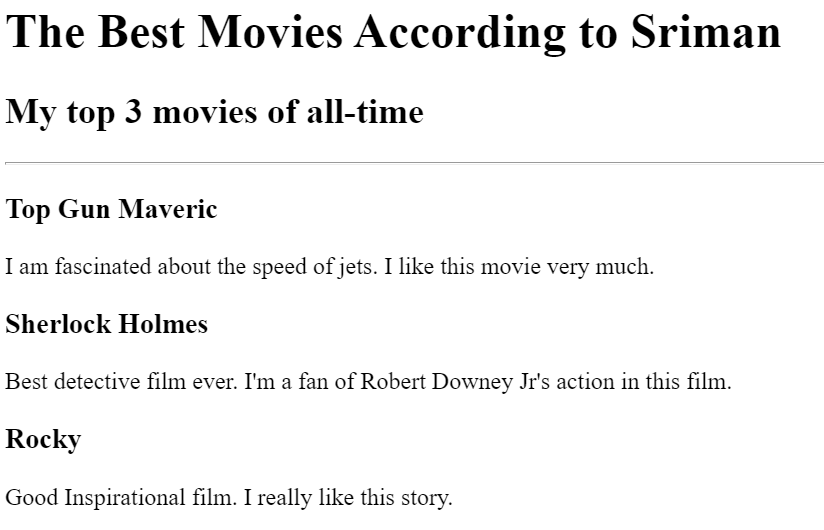 The Best Movies According to Sriman
My top 3 movies of all-time
Top Gun Maveric
I am fascinated about the speed of jets. I like this movie very much.
Sherlock Holmes
Best detective film ever. I'm a fan of Robert Downey Jr's action in this film.
Rocky
Good Inspirational film. I really like this story.